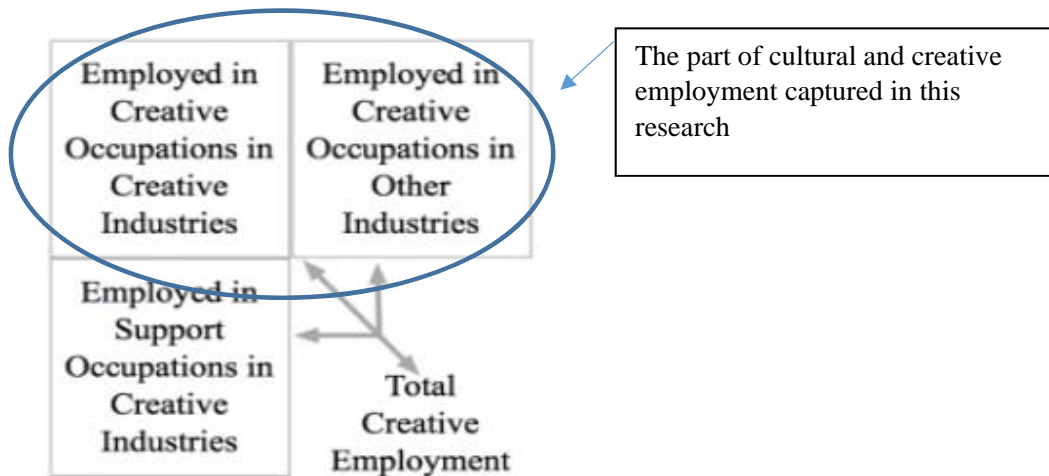 Employed in
Creative
Occupations in
Creative
Industries
Employed in
Creative
Occupations in
Other
Industries
The part of cultural and creative
employment captured in this
research
Employed in
Support
Occupations in
Creative
Industries
Total
Creative
Employment